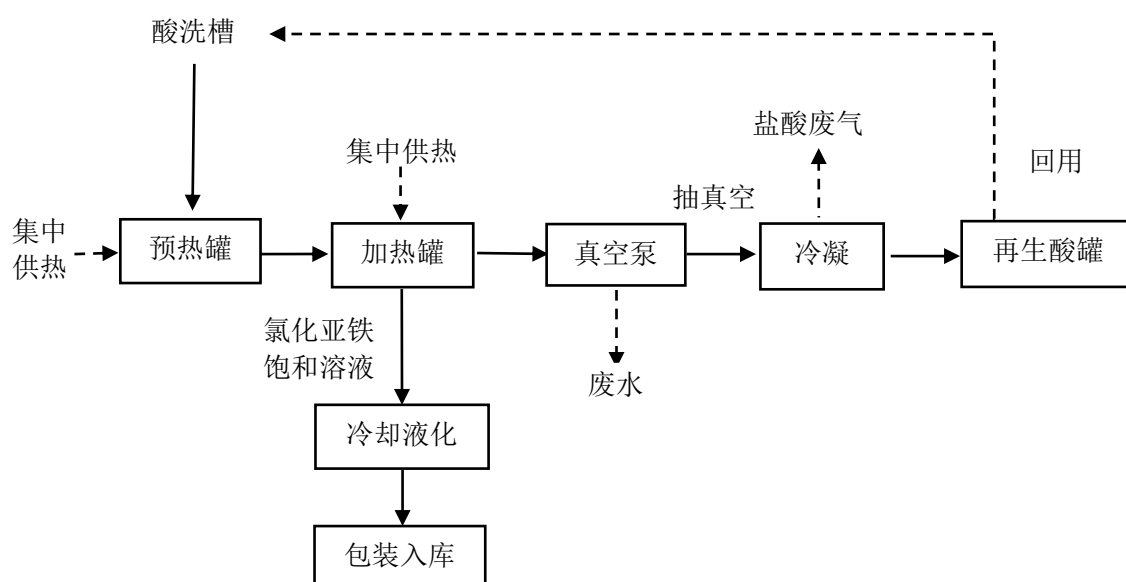 酸洗槽
盐酸废气
集中供热
回用
抽真空
集中
供热
预热罐
加热罐
真空泵
冷凝
再生酸罐
氯化亚铁
饱和溶液
废水
冷却液化
包装入库